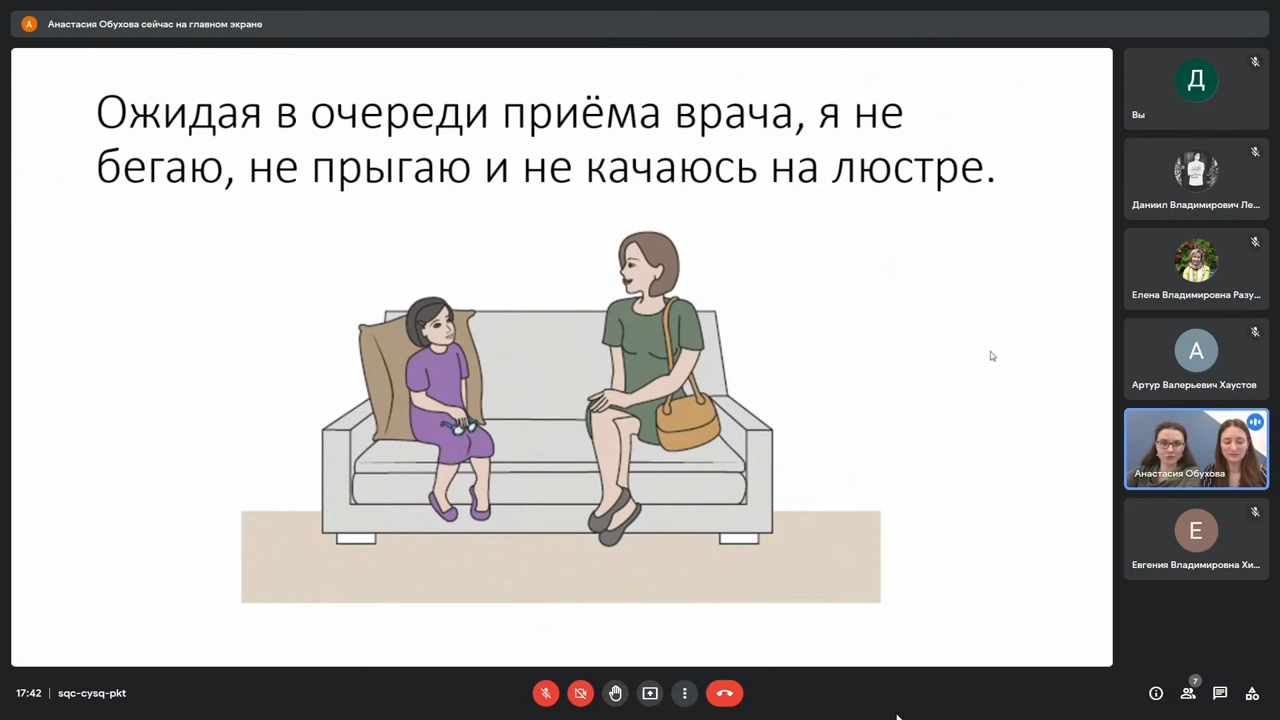 А
Анастасия Обухова сейчас на главном экране
Ожидая в очереди приёма врача, я не
бегаю, не прыгаю и не качаюсь на люстре.
Д
Вы
Даниил Владимирович Ле...
Елена Владимировна Разу...
А
Артур Валерьевич Хаустов
Анастасия Обухова
Е
Евгения Владимировна Хи...
17:42
sqc-cysq-pkt
7